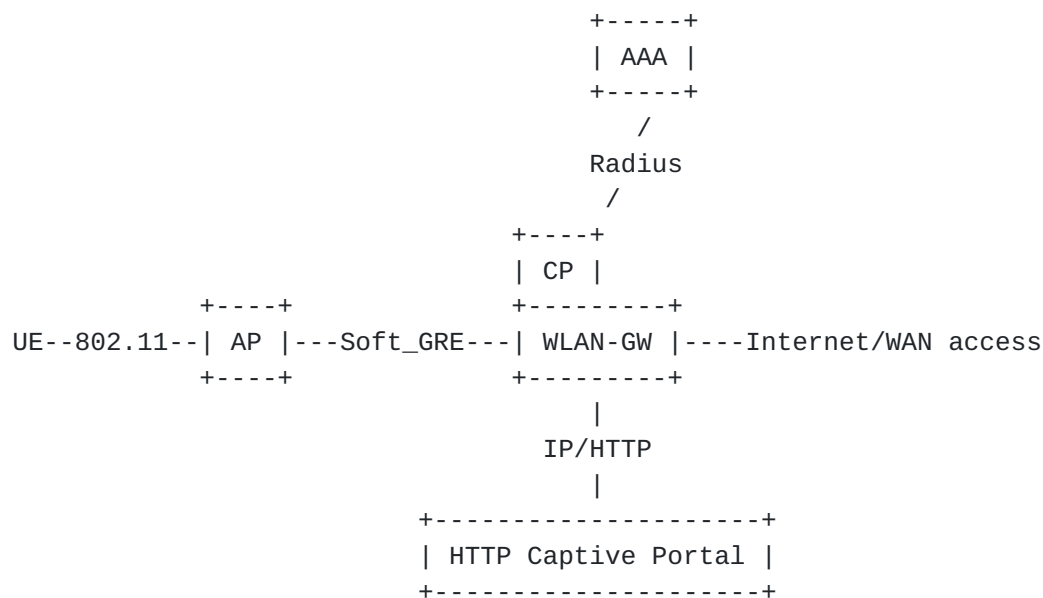 +-----+
| AAA |
+-----+
/
Radius
/
+----+
| CP |
+----+ +---------+
UE--802.11--| AP |---Soft_GRE---| WLAN-GW |----Internet/WAN access
+----+ +---------+
|
IP/HTTP
|
+---------------------+
| HTTP Captive Portal |
+---------------------+